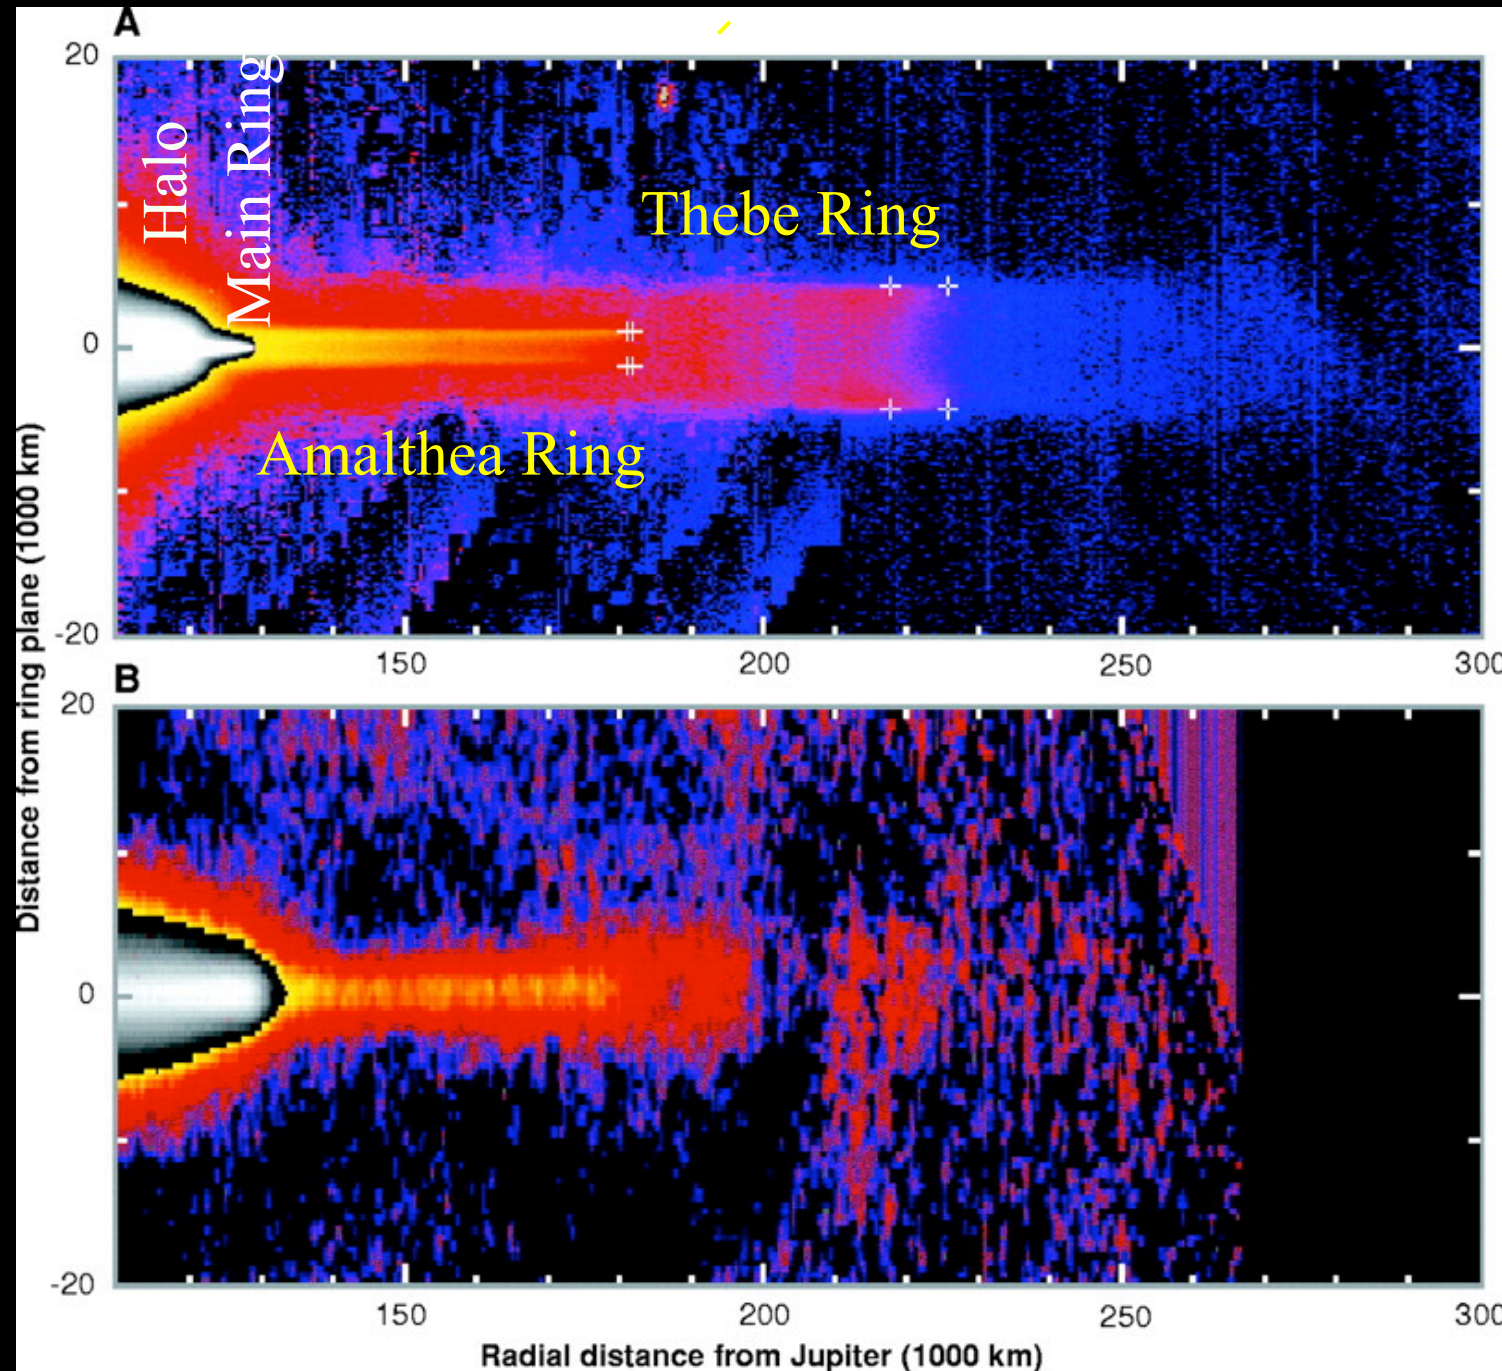 A
20
0
-20
Halo
Main Ring
Thebe Ring
Amalthea Ring
150
200
250
300
B
20
0
-20
150
200
250
300
Distance from ring plane (1000 km)
Radial distance from Jupiter (1000 km)